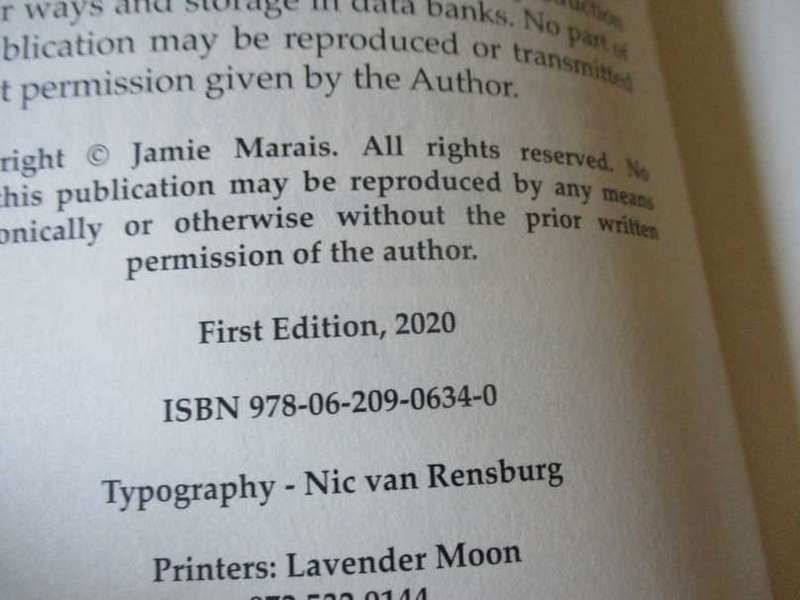 r ways and storage in data banks. No part of
blication may be reproduced or transmitted
t permission given by the Author.
right © Jamie Marais. All rights reserved. No
this publication may be reproduced by any means
onically or otherwise without the prior written
permission of the author.
First Edition, 2020
ISBN 978-06-209-0634-0
Typography - Nic van Rensburg
Printers: Lavender Moon